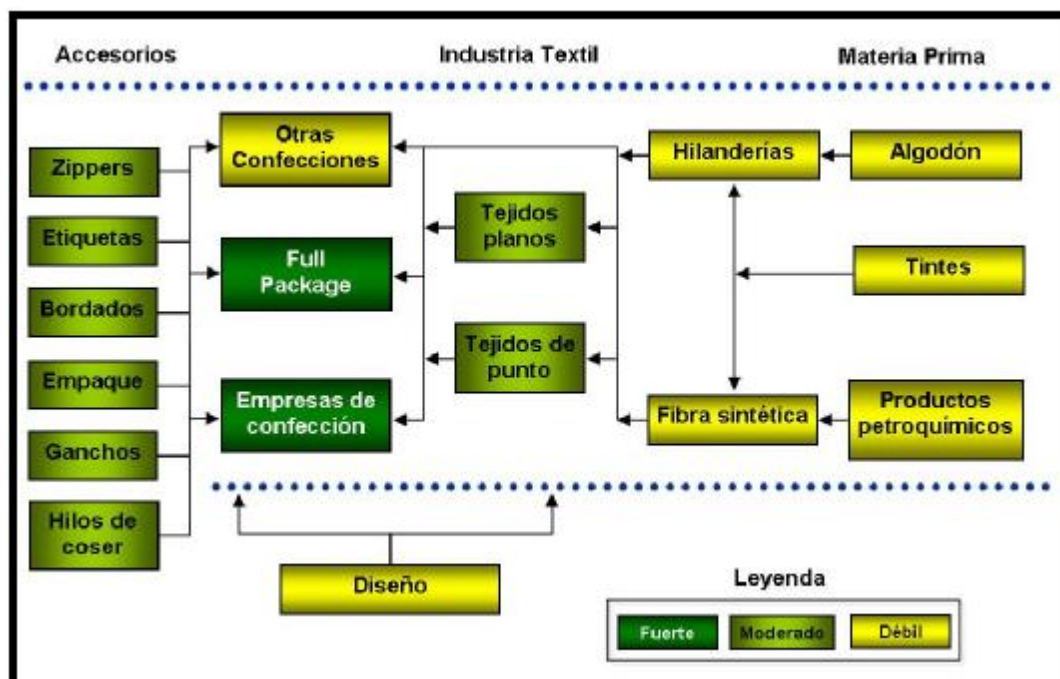 Accesorios
Industria Textil
Materia Prima
Zippers
Etiquetas
Bordados
Empaque
Ganchos
Hilos de
coser
Otras
Confecciones
Full
Package
Empresas de
confección
Tejidos
planos
Tejidos de
punto
Hilanderías
Fibra sintética
Algodón
Tintes
Productos
petroquímicos
Diseño
Leyenda
Fuerte
Moderado
Débil